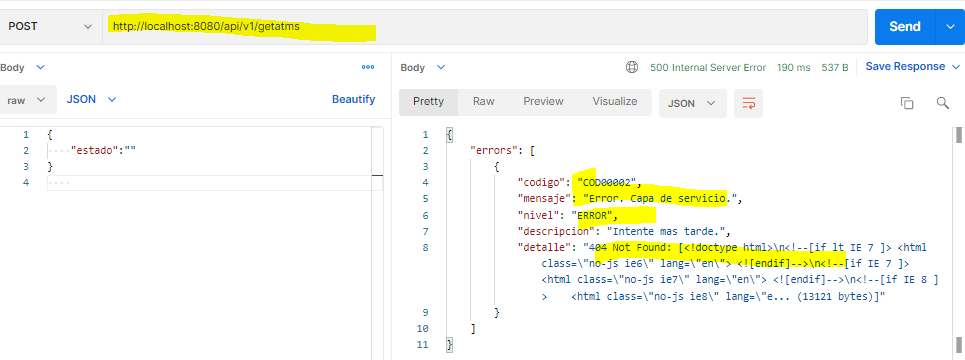 POST
http://localhost:8080/api/v1/getatms
Send
Body
Body
500 Internal Server Error 190 ms 537 B Save Response
raw JSON Beautify
Pretty Raw Preview Visualize JSON
1 {
2 "estado":""
3 }
4
1 {
2 "errors": [
3 {
4 "codigo": "COD00002",
5 "mensaje": "Error. Capa de servicio.",
6 "nivel": "ERROR",
7 "descripcion": "Intente mas tarde.",
8 "detalle": "404 Not Found: [<!doctype html>\n<!--[if lt IE 7 ]> <html
class=\"no-js ie6\" lang=\"en\"> <![endif]-->\n<!--[if IE 7 ]>
<html class=\"no-js ie7\" lang=\"en\"> <![endif]-->\n<!--[if IE 8 ]
> <html class=\"no-js ie8\" lang=\"e... (13121 bytes)]"
9 }
10 ]
11 }